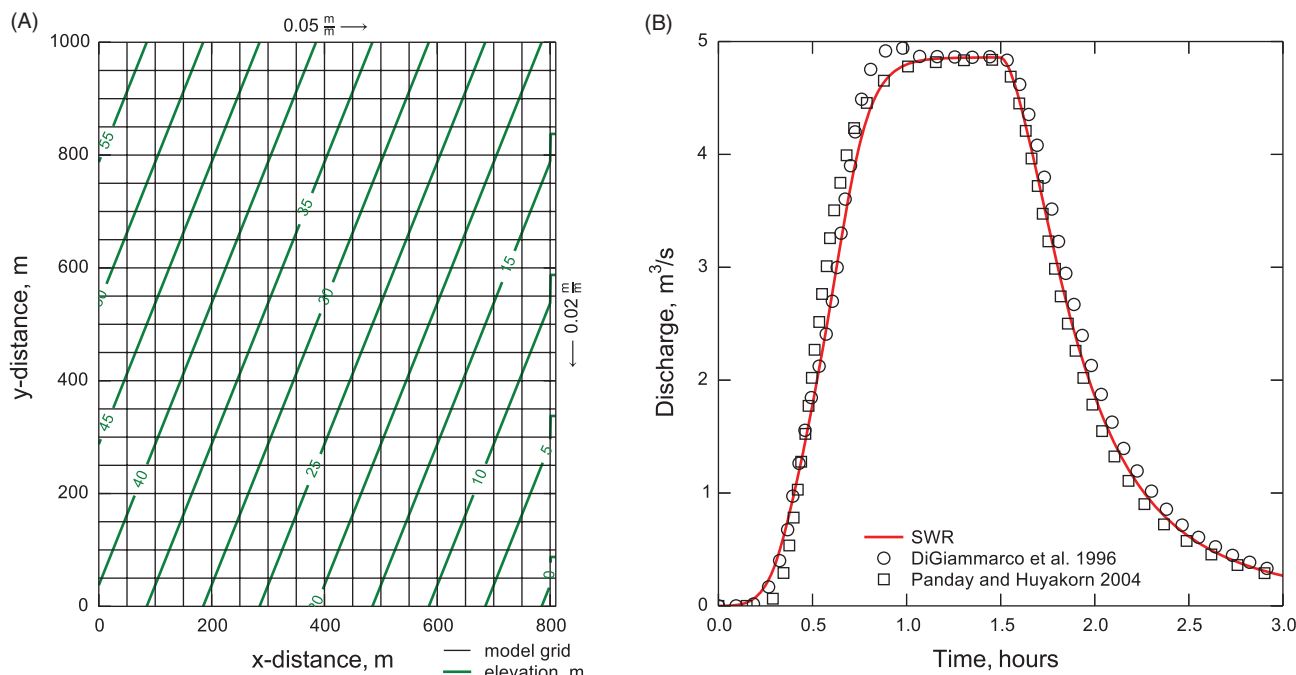 (A)
0.05 m/m →
1000
800
600
400
200
0
y-distance, m
55
45
40
35
30
25
15
10
5
0
← 0.02 m/m
0
200
400
600
800
x-distance, m
model grid
elevation, m
(B)
5
4
3
2
1
0
Discharge, m³/s
SWR
DiGiammarco et al. 1996
Panday and Huyakorn 2004
0.0
0.5
1.0
1.5
2.0
2.5
3.0
Time, hours